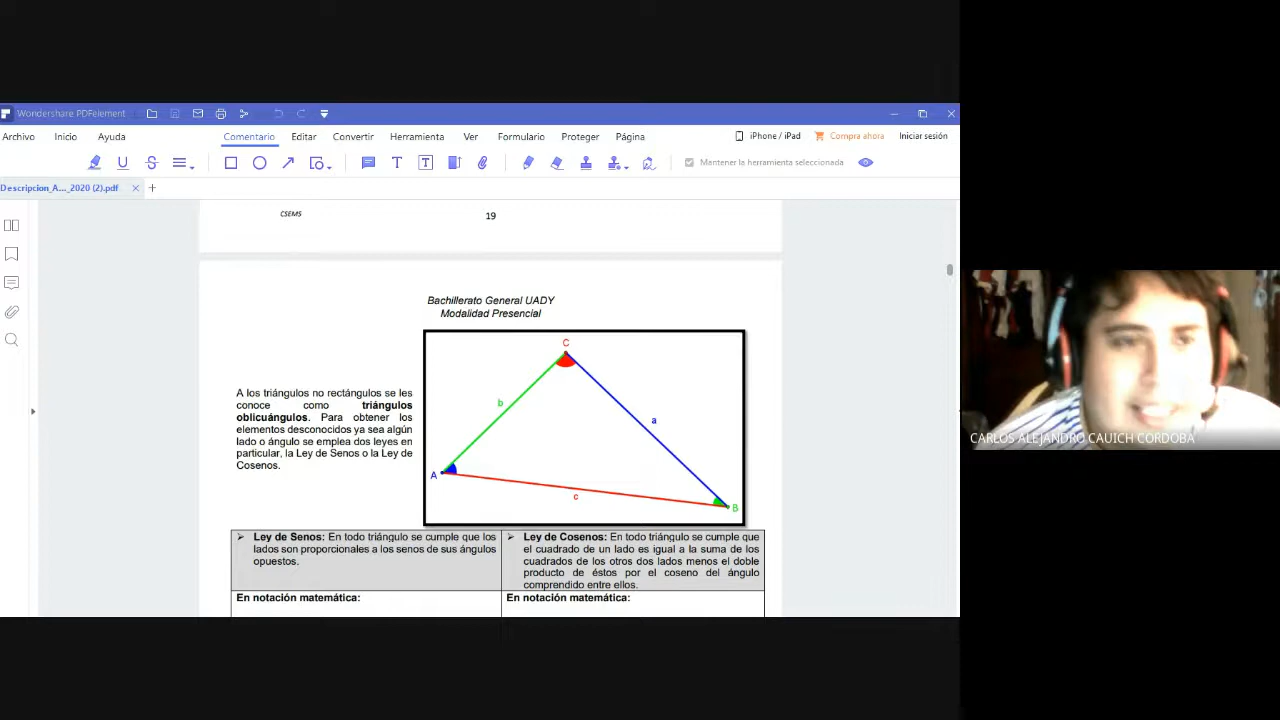 Wondershare PDFelement
Archivo Inicio Ayuda Comentario Editar Convertir Herramienta Ver Formulario Proteger Página iPhone / iPad Compra ahora Iniciar sesión
T T Mantener la herramienta seleccionada
Descripcion_A..._2020 (2).pdf
CSEMS 19
Bachillerato General UADY
Modalidad Presencial
A los triángulos no rectángulos se les
conoce como triángulos
oblicuángulos. Para obtener los
elementos desconocidos ya sea algún
lado o ángulo se emplea dos leyes en
particular, la Ley de Senos o la Ley de
Cosenos.
C
b
a
A
c
B
Ley de Senos: En todo triángulo se cumple que los
lados son proporcionales a los senos de sus ángulos
opuestos.
Ley de Cosenos: En todo triángulo se cumple que
el cuadrado de un lado es igual a la suma de los
cuadrados de los otros dos lados menos el doble
producto de éstos por el coseno del ángulo
comprendido entre ellos.
En notación matemática:
En notación matemática:
CARLOS ALEJANDRO CAUICH CORDOBA